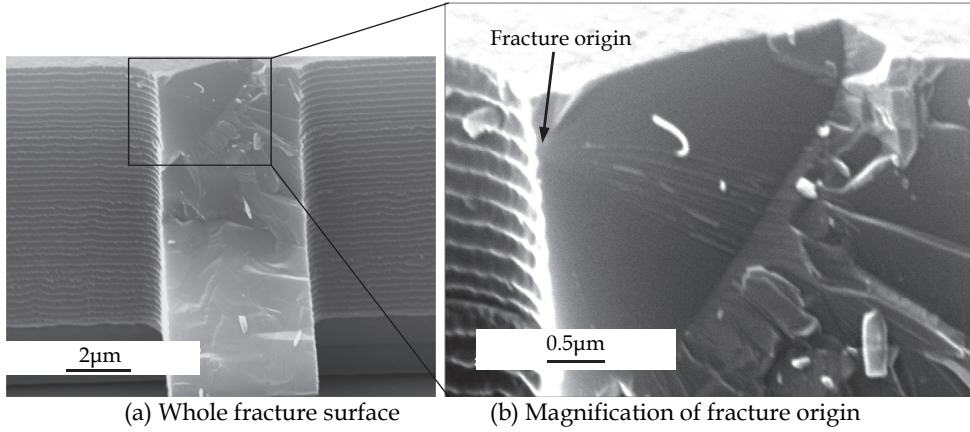 Fracture origin
2μm
0.5μm
(a) Whole fracture surface
(b) Magnification of fracture origin